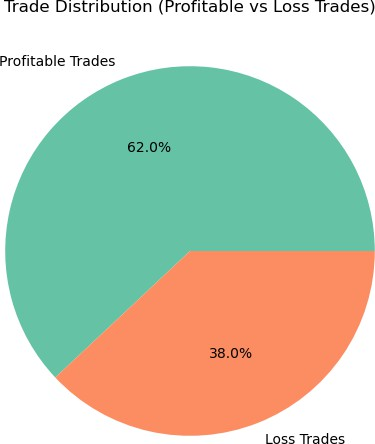 Trade Distribution (Profitable vs Loss Trades)
Profitable Trades
62.0%
38.0%
Loss Trades